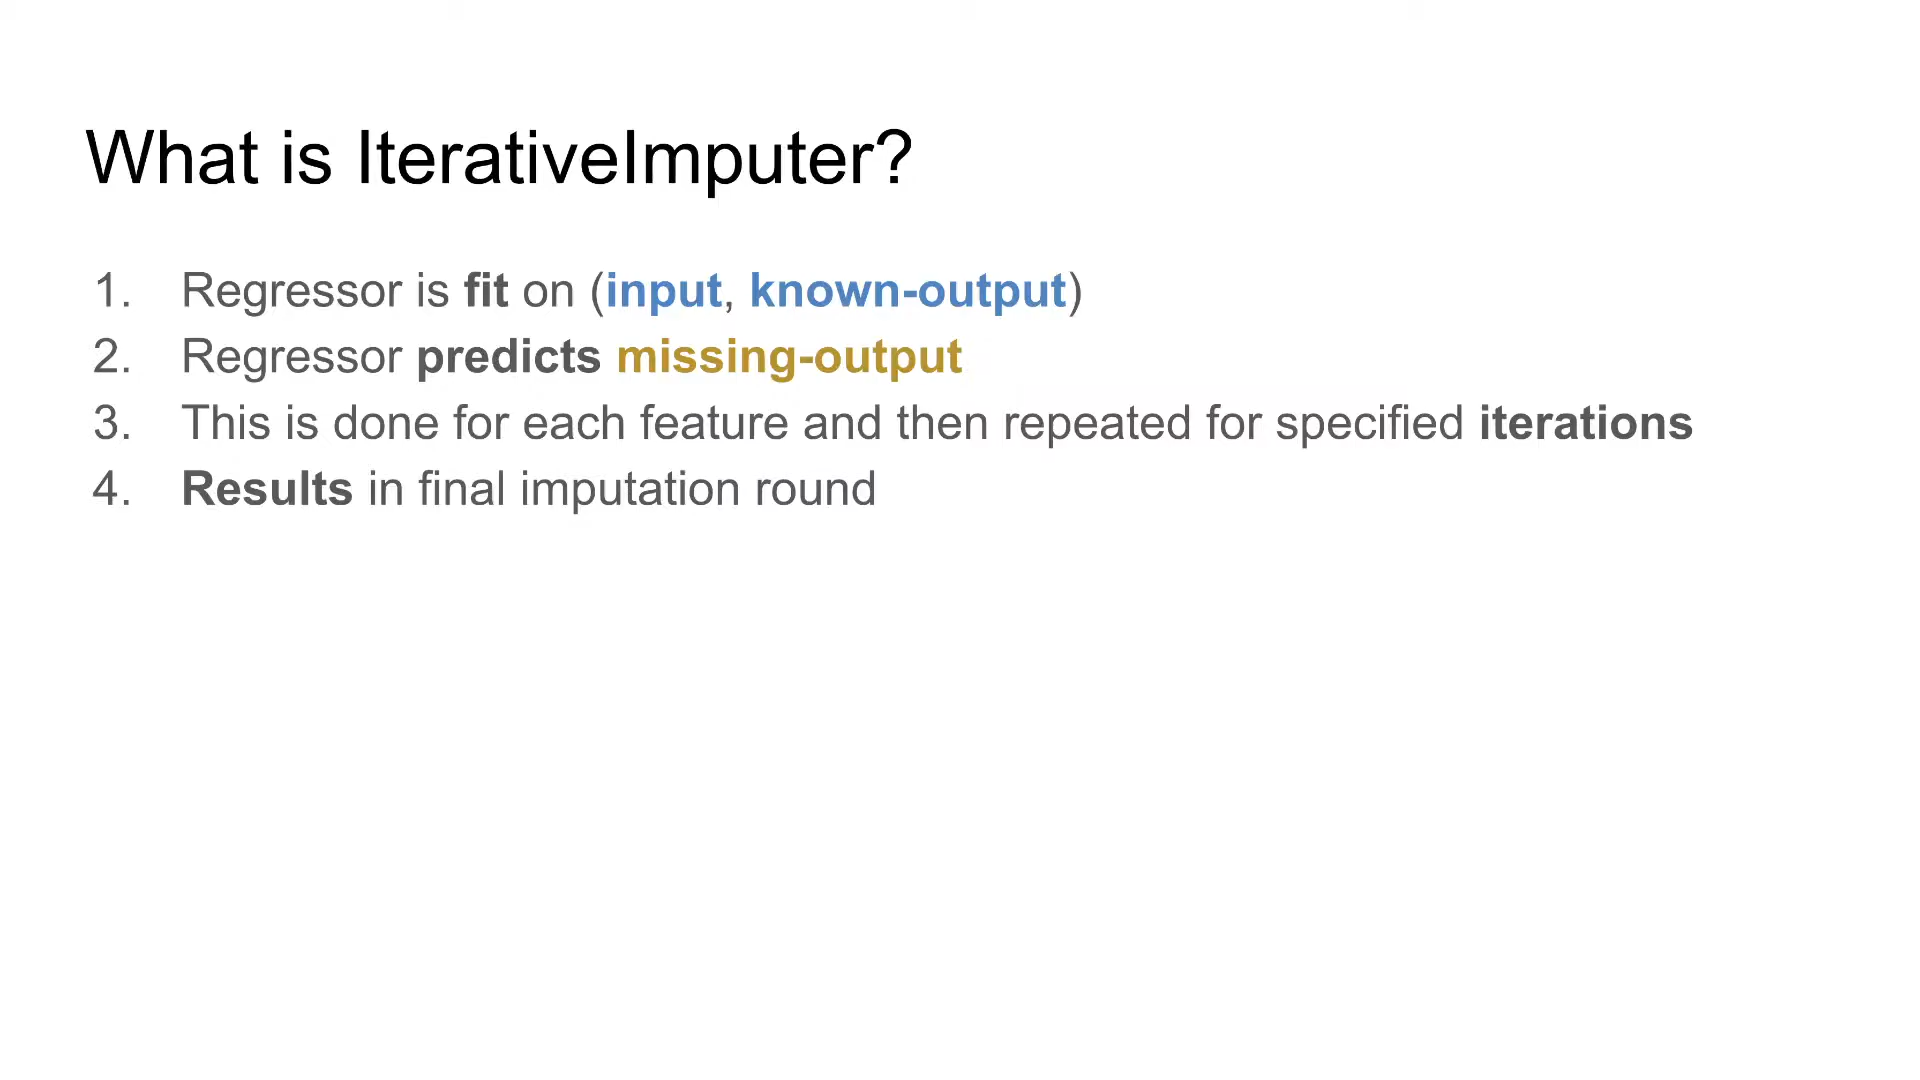 What is IterativeImputer?
1. Regressor is fit on (input, known-output)
2. Regressor predicts missing-output
3. This is done for each feature and then repeated for specified iterations
4. Results in final imputation round